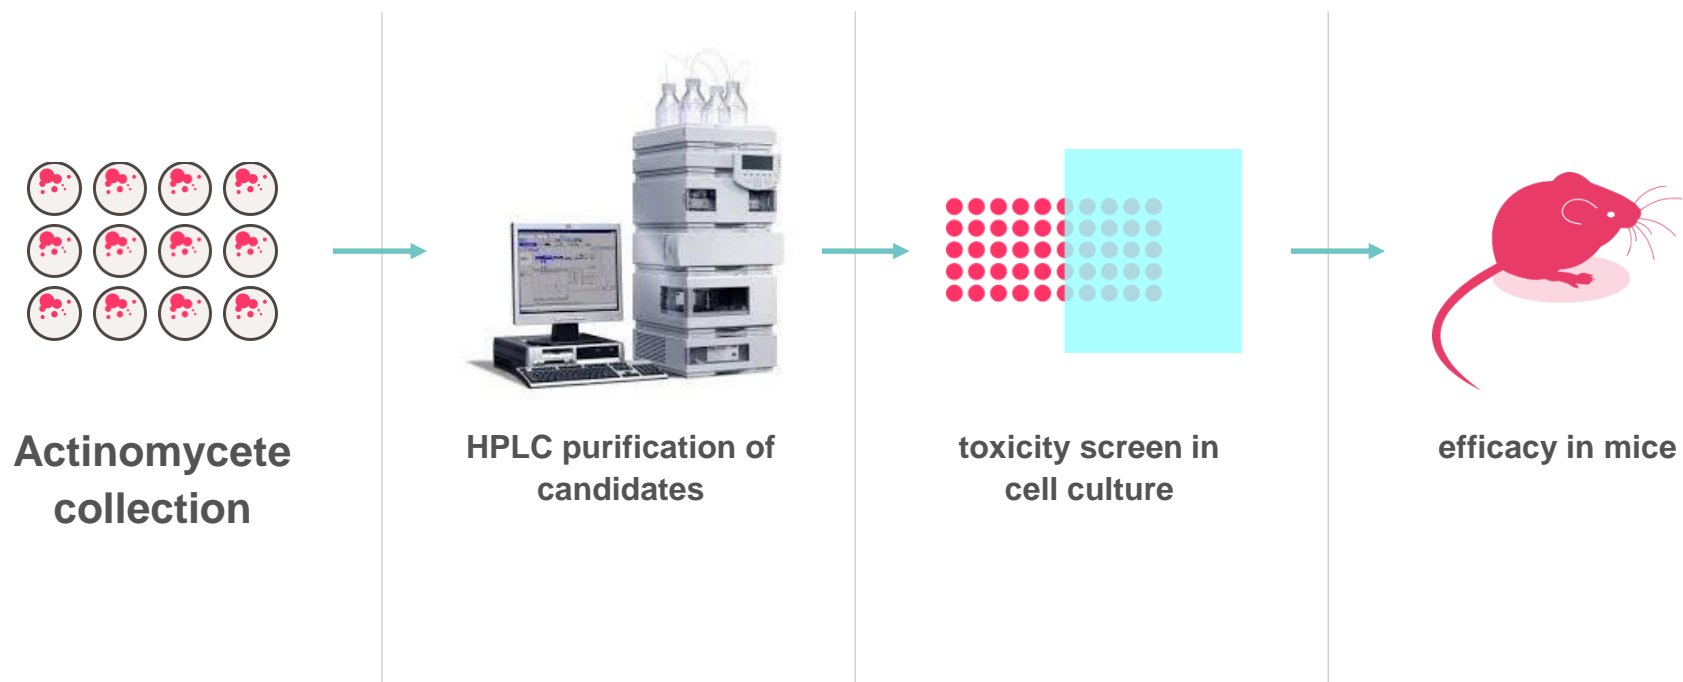 Actinomycete
collection
HPLC purification of
candidates
toxicity screen in
cell culture
efficacy in mice